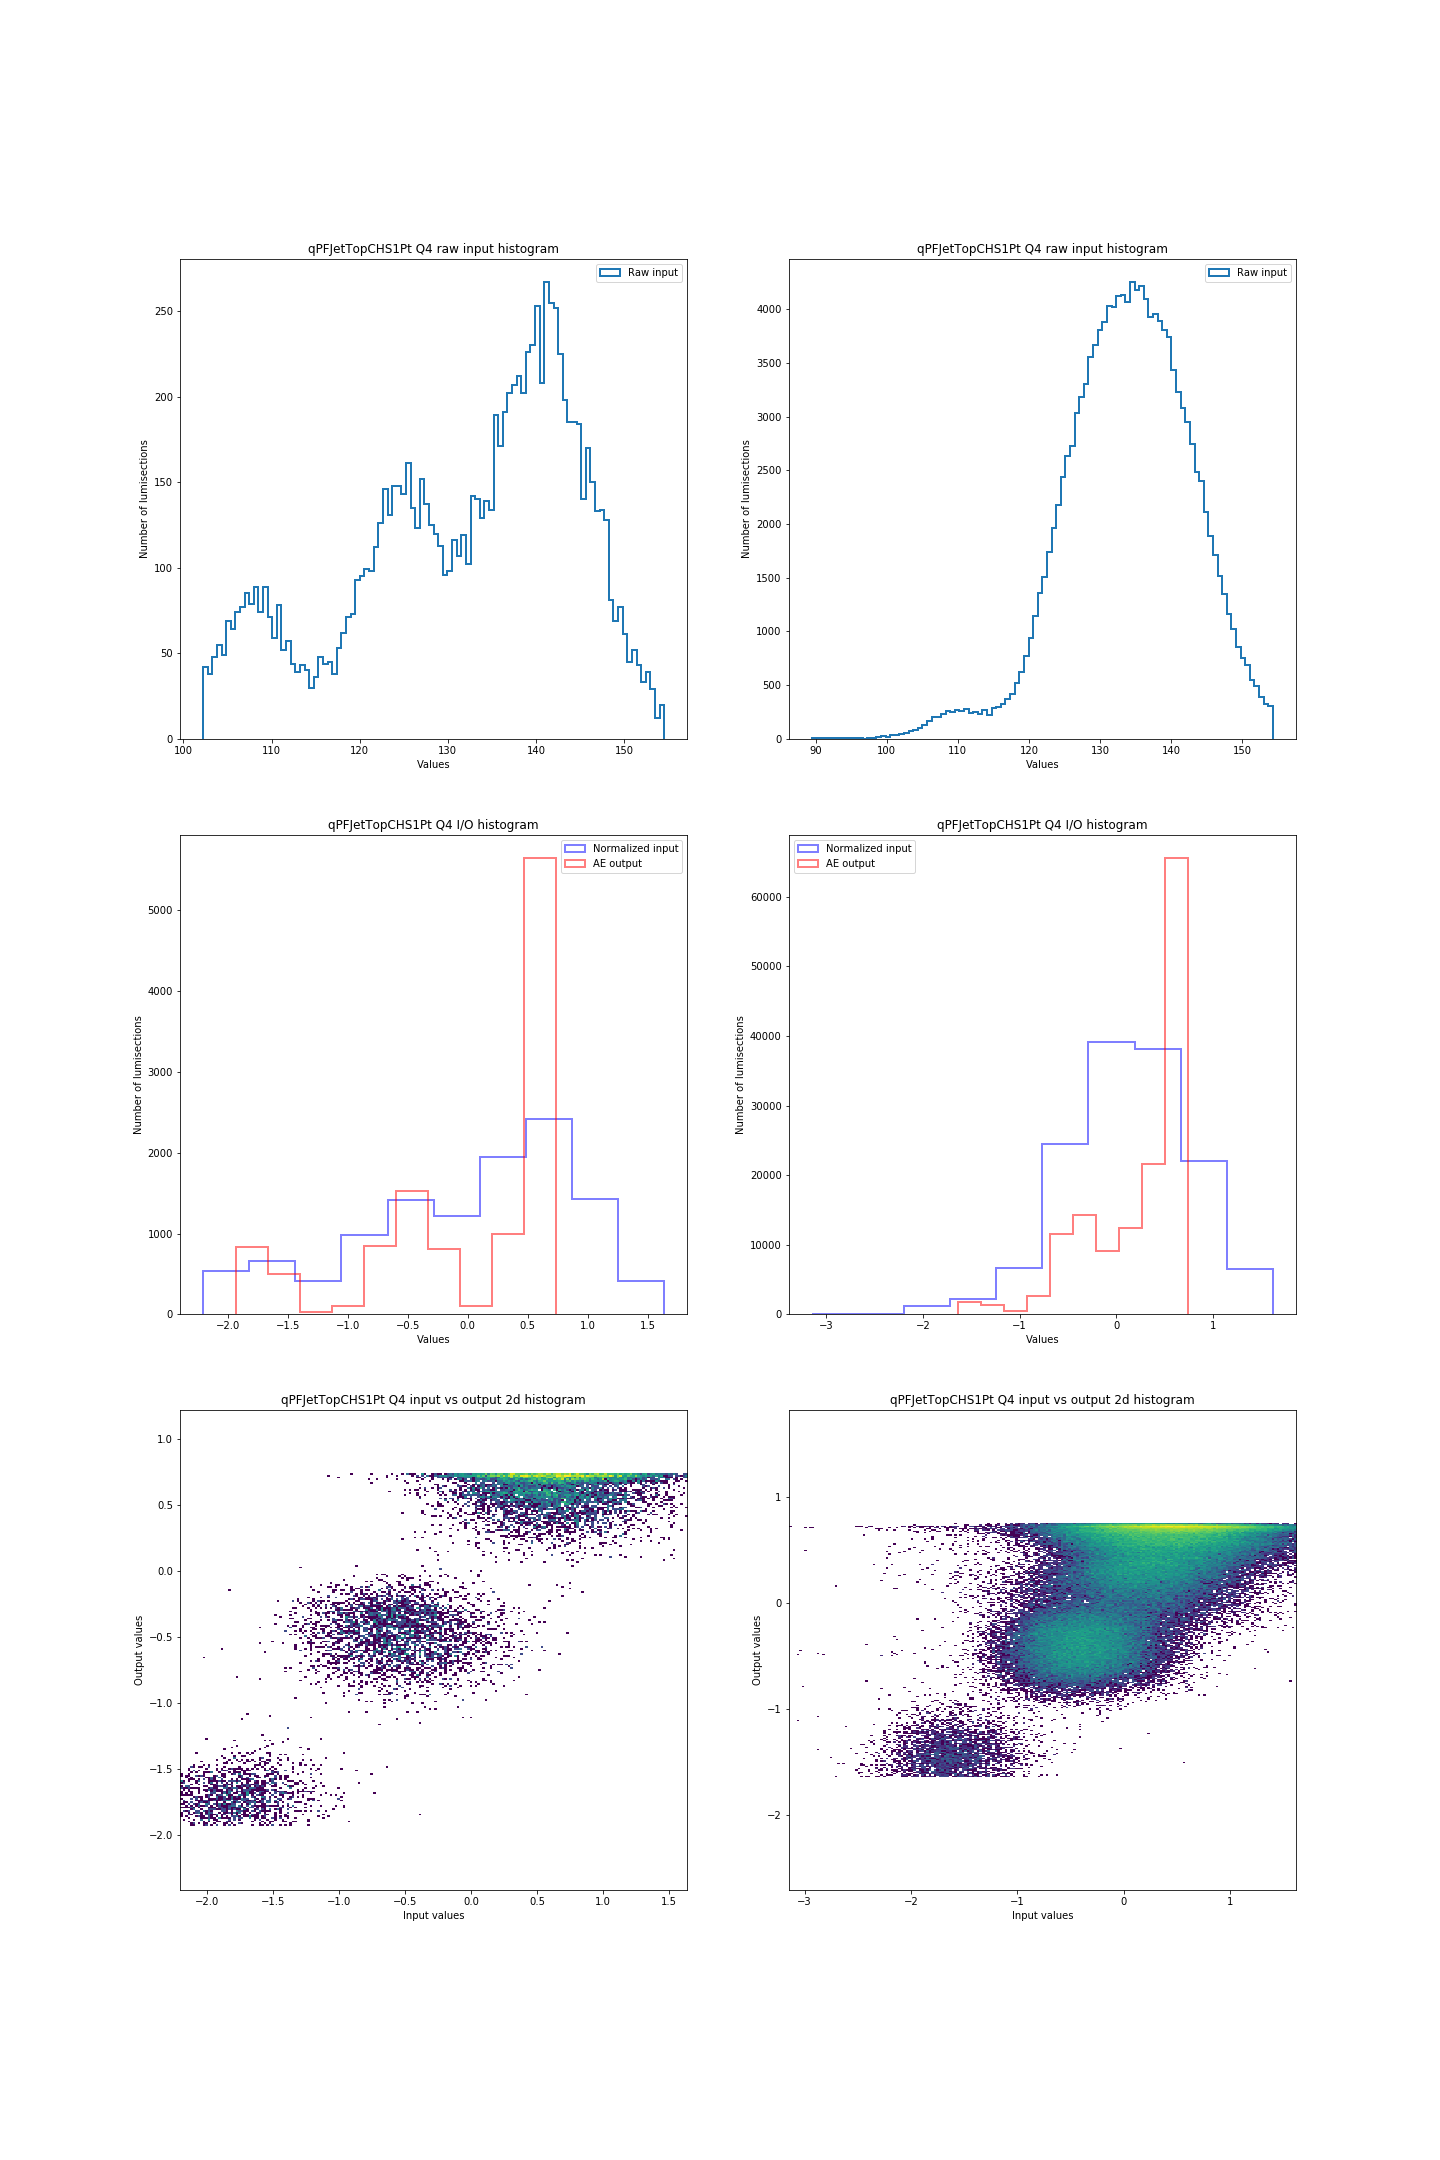 qPFJetTopCHS1Pt Q4 raw input histogram
Raw input
Number of lumisections
250
200
150
100
50
0
100 110 120 130 140 150
Values
qPFJetTopCHS1Pt Q4 raw input histogram
Raw input
Number of lumisections
4000
3500
3000
2500
2000
1500
1000
500
0
90 100 110 120 130 140 150
Values
qPFJetTopCHS1Pt Q4 I/O histogram
Normalized input
AE output
Number of lumisections
5000
4000
3000
2000
1000
0
−2.0 −1.5 −1.0 −0.5 0.0 0.5 1.0 1.5
Values
qPFJetTopCHS1Pt Q4 I/O histogram
Normalized input
AE output
Number of lumisections
60000
50000
40000
30000
20000
10000
0
−3 −2 −1 0 1
Values
qPFJetTopCHS1Pt Q4 input vs output 2d histogram
Output values
1.0
0.5
0.0
−0.5
−1.0
−1.5
−2.0
−2.0 −1.5 −1.0 −0.5 0.0 0.5 1.0 1.5
Input values
qPFJetTopCHS1Pt Q4 input vs output 2d histogram
Output values
1
0
−1
−2
−3 −2 −1 0 1
Input values